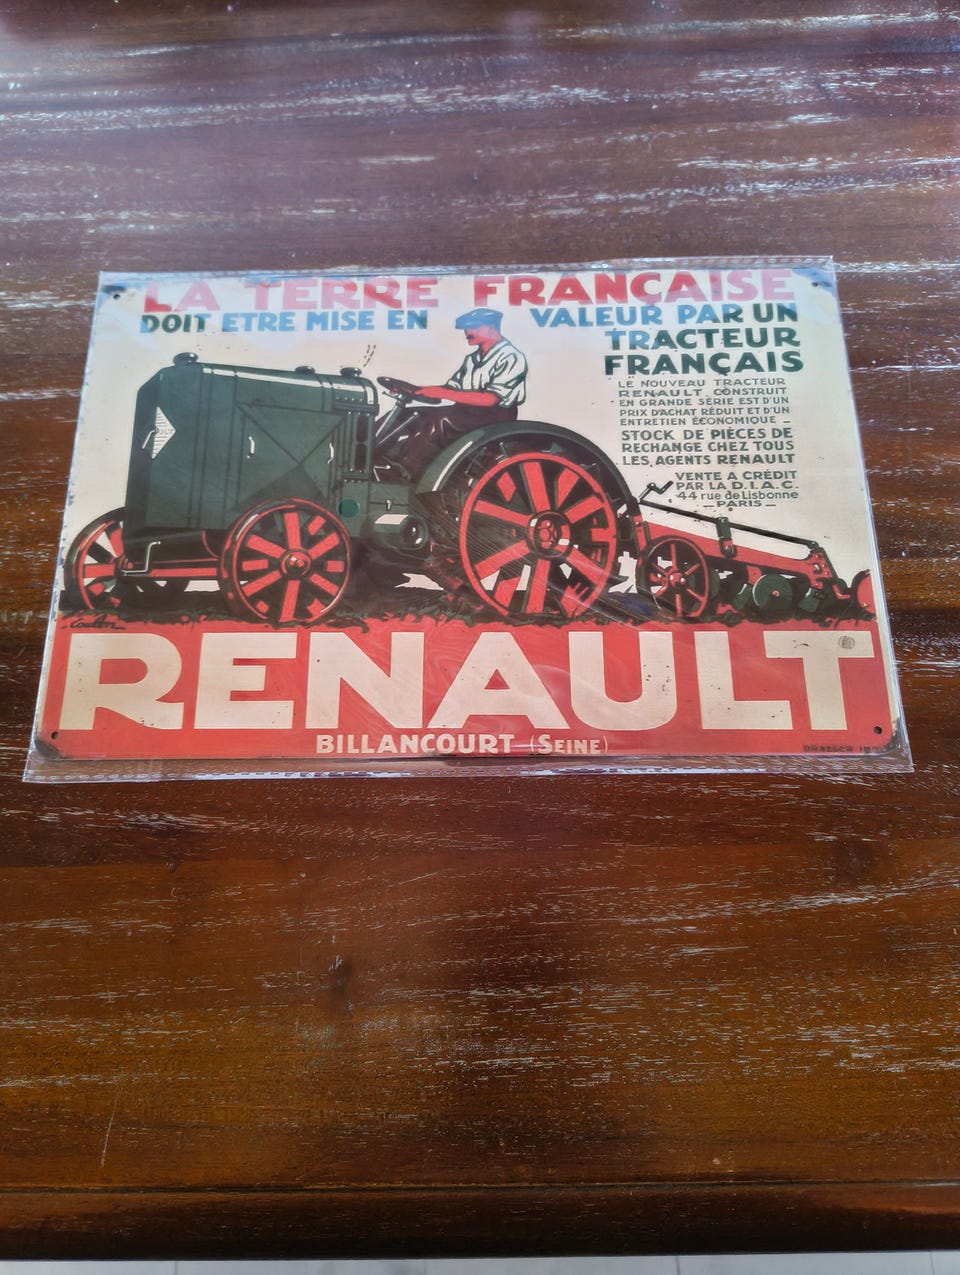 LA TERRE FRANÇAISE
DOIT ETRE MISE EN VALEUR PAR UN
TRACTEUR
FRANÇAIS
LE NOUVEAU TRACTEUR
RENAULT, CONSTRUIT
EN GRANDE SÉRIE EST D'UN
PRIX D'ACHAT RÉDUIT ET D'UN
ENTRETIEN ÉCONOMIQUE _
STOCK DE PIÈCES DE
RECHANGE CHEZ TOUS
LES AGENTS RENAULT
VENTE A CRÉDIT
PAR LA D.I.A.C.
44 rue de Lisbonne
_ PARIS _
RENAULT
BILLANCOURT (SEINE)
DRAEGER